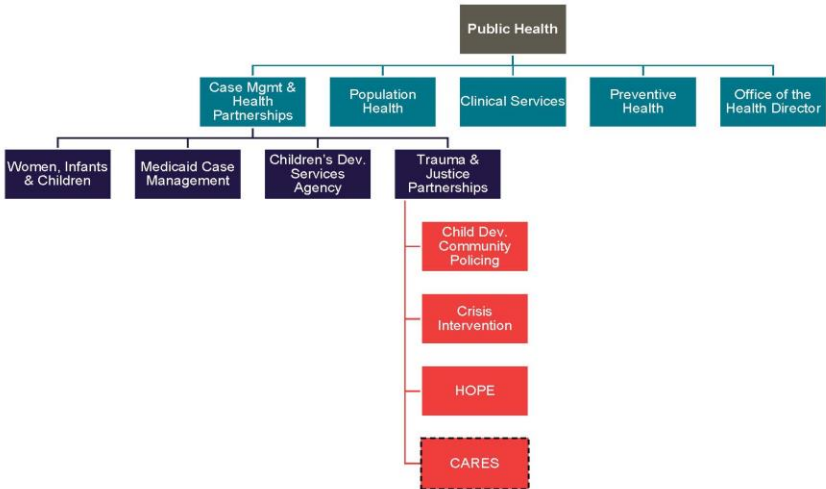 Public Health
Case Mgmt &
Health
Partnerships
Population
Health
Clinical Services
Preventive
Health
Office of the
Health Director
Women, Infants
& Children
Medicaid Case
Management
Children's Dev.
Services
Agency
Trauma &
Justice
Partnerships
Child Dev.
Community
Policing
Crisis
Intervention
HOPE
CARES